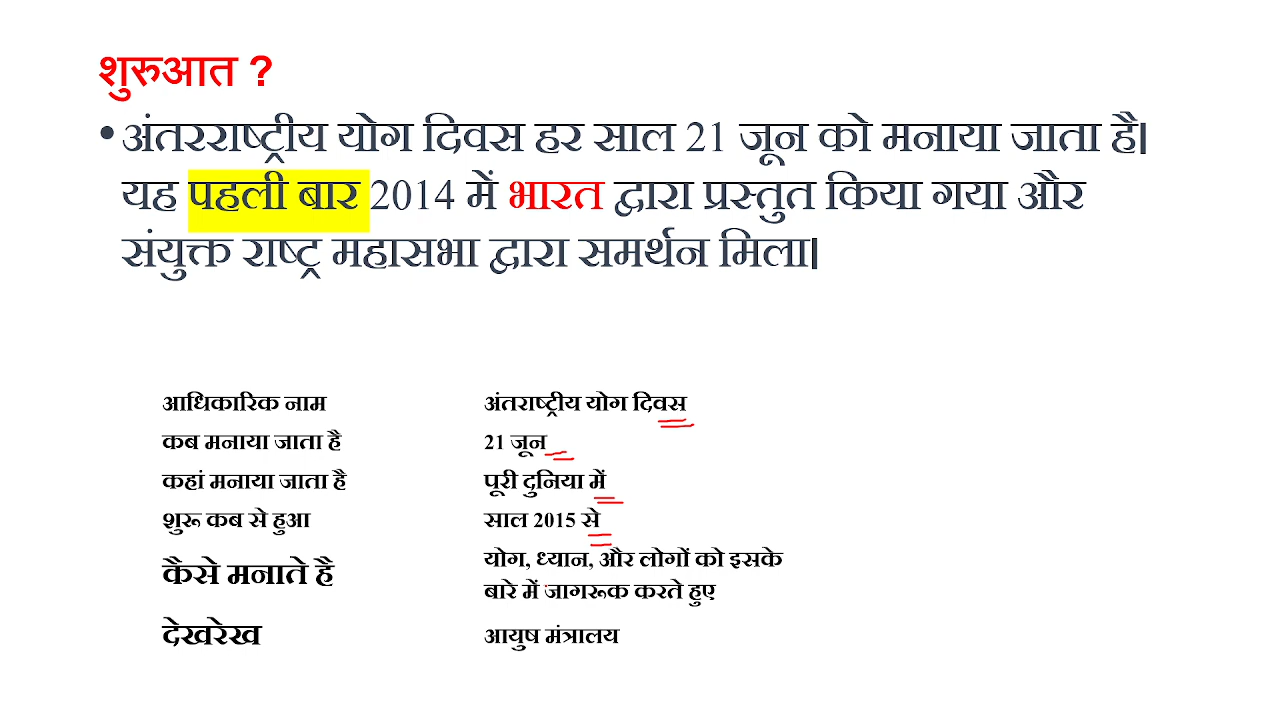 शुरुआत ?
• अंतरराष्ट्रीय योग दिवस हर साल 21 जून को मनाया जाता है।
यह पहली बार 2014 में भारत द्वारा प्रस्तुत किया गया और
संयुक्त राष्ट्र महासभा द्वारा समर्थन मिला।
आधिकारिक नाम अंतराष्ट्रीय योग दिवस
कब मनाया जाता है 21 जून
कहां मनाया जाता है पूरी दुनिया में
शुरू कब से हुआ साल 2015 से
कैसे मनाते है योग, ध्यान, और लोगों को इसके
बारे में जागरूक करते हुए
देखरेख आयुष मंत्रालय